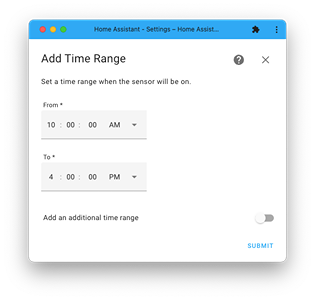 Home Assistant - Settings – Home Assist...
Add Time Range
Set a time range when the sensor will be on.
From *
10 : 00 : 00 AM
To *
4 : 00 : 00 PM
Add an additional time range
SUBMIT